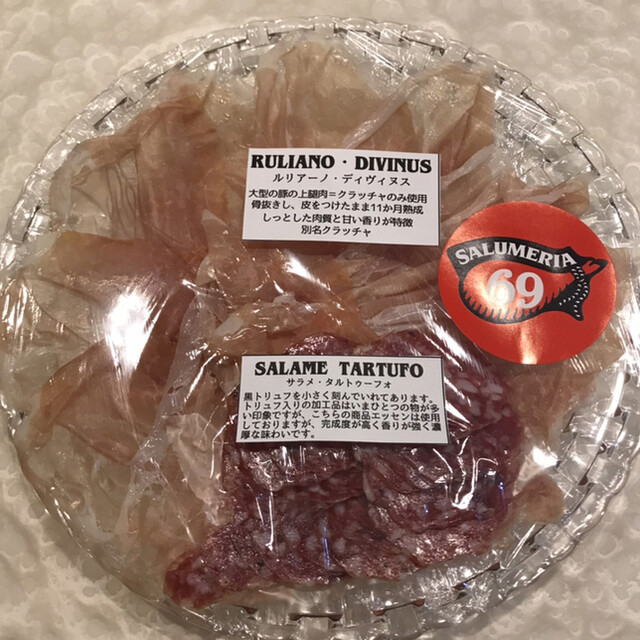 RULIANO・DIVINUS
ルリアーノ・ディヴィヌス
大型の豚の上腿肉＝クラッチャのみ使用
骨抜きし、皮をつけたまま11か月熟成
しっとした肉質と甘い香りが特徴
別名クラッチャ
SALUMERIA
69
SALAME TARTUFO
サラメ・タルトゥーフォ
黒トリュフを小さく刻んでいれてあります。
トリュフ入りの加工品はいまひとつの物が多
い印象ですが、こちらの商品エッセンは使用
しておりますが、完成度が高く香りが強く濃
厚な味わいです。